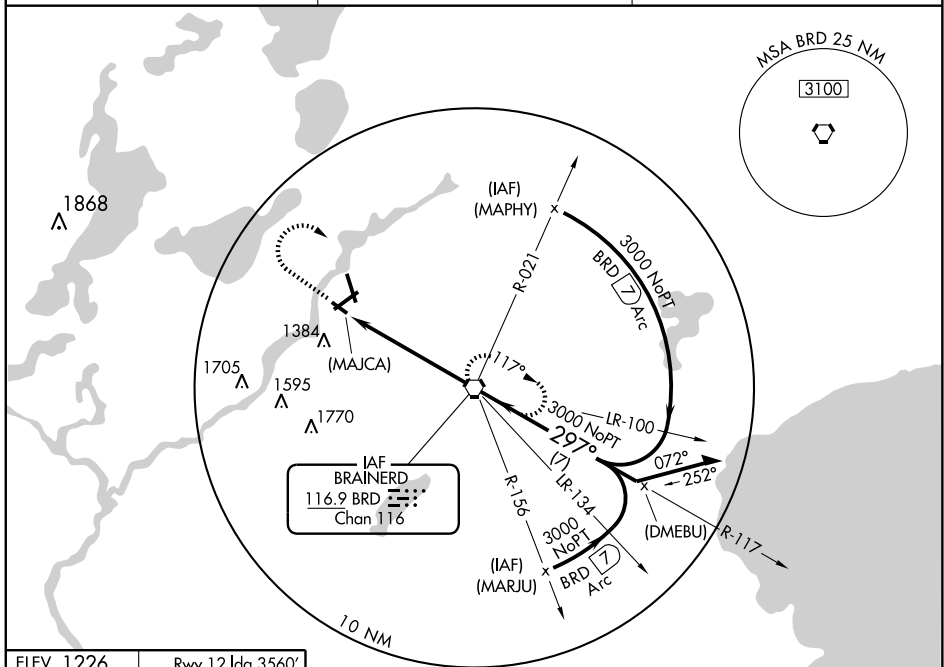 MSA BRD 25 NM
3100
1868
(IAF)
(MAPHY)
R-021
3000 NoPT
BRD 7 Arc
1384
(MAJCA)
1705
1595
1770
117°
3000 NoPT
LR-100
297°
(7)
072°
252°
LR-134
R-156
IAF
BRAINERD
116.9 BRD
Chan 116
(DMEBU)
R-117
3000
NoPT
(IAF)
(MARJU)
BRD 7
Arc
10 NM
ELEV 1226
Rwy 12 ldg 3560'